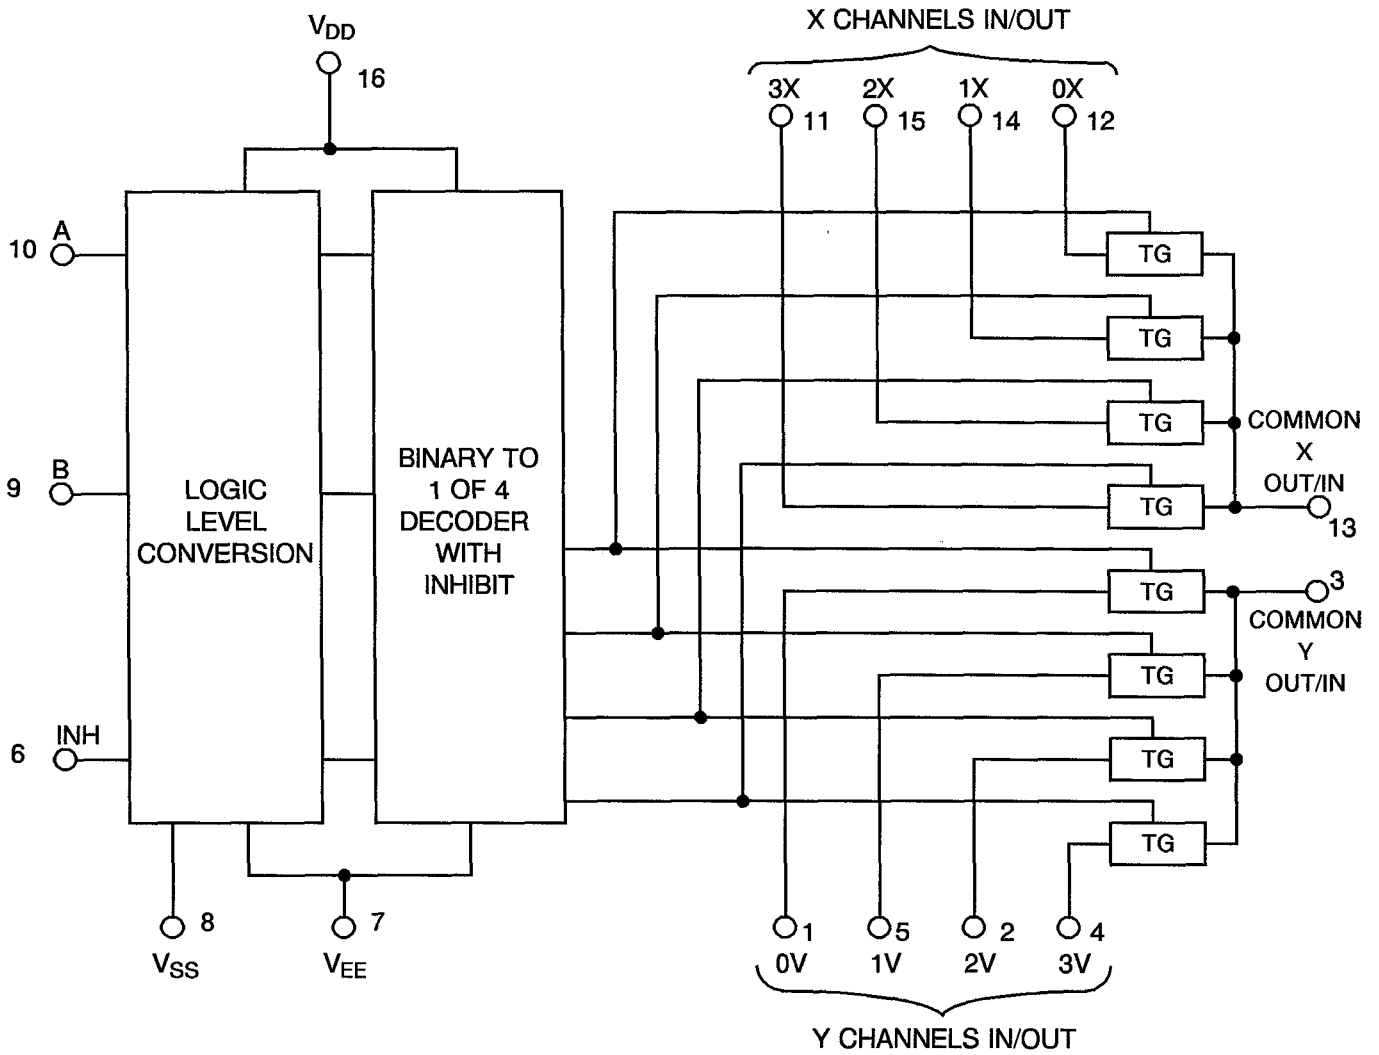 X CHANNELS IN/OUT
VDD
16
3X
2X
1X
0X
11
15
14
12
10
A
9
B
6
INH
LOGIC
LEVEL
CONVERSION
BINARY TO
1 OF 4
DECODER
WITH
INHIBIT
TG
TG
TG
TG
TG
TG
TG
TG
COMMON
X
OUT/IN
13
3
COMMON
Y
OUT/IN
8
VSS
7
VEE
1
5
2
4
0V
1V
2V
3V
Y CHANNELS IN/OUT